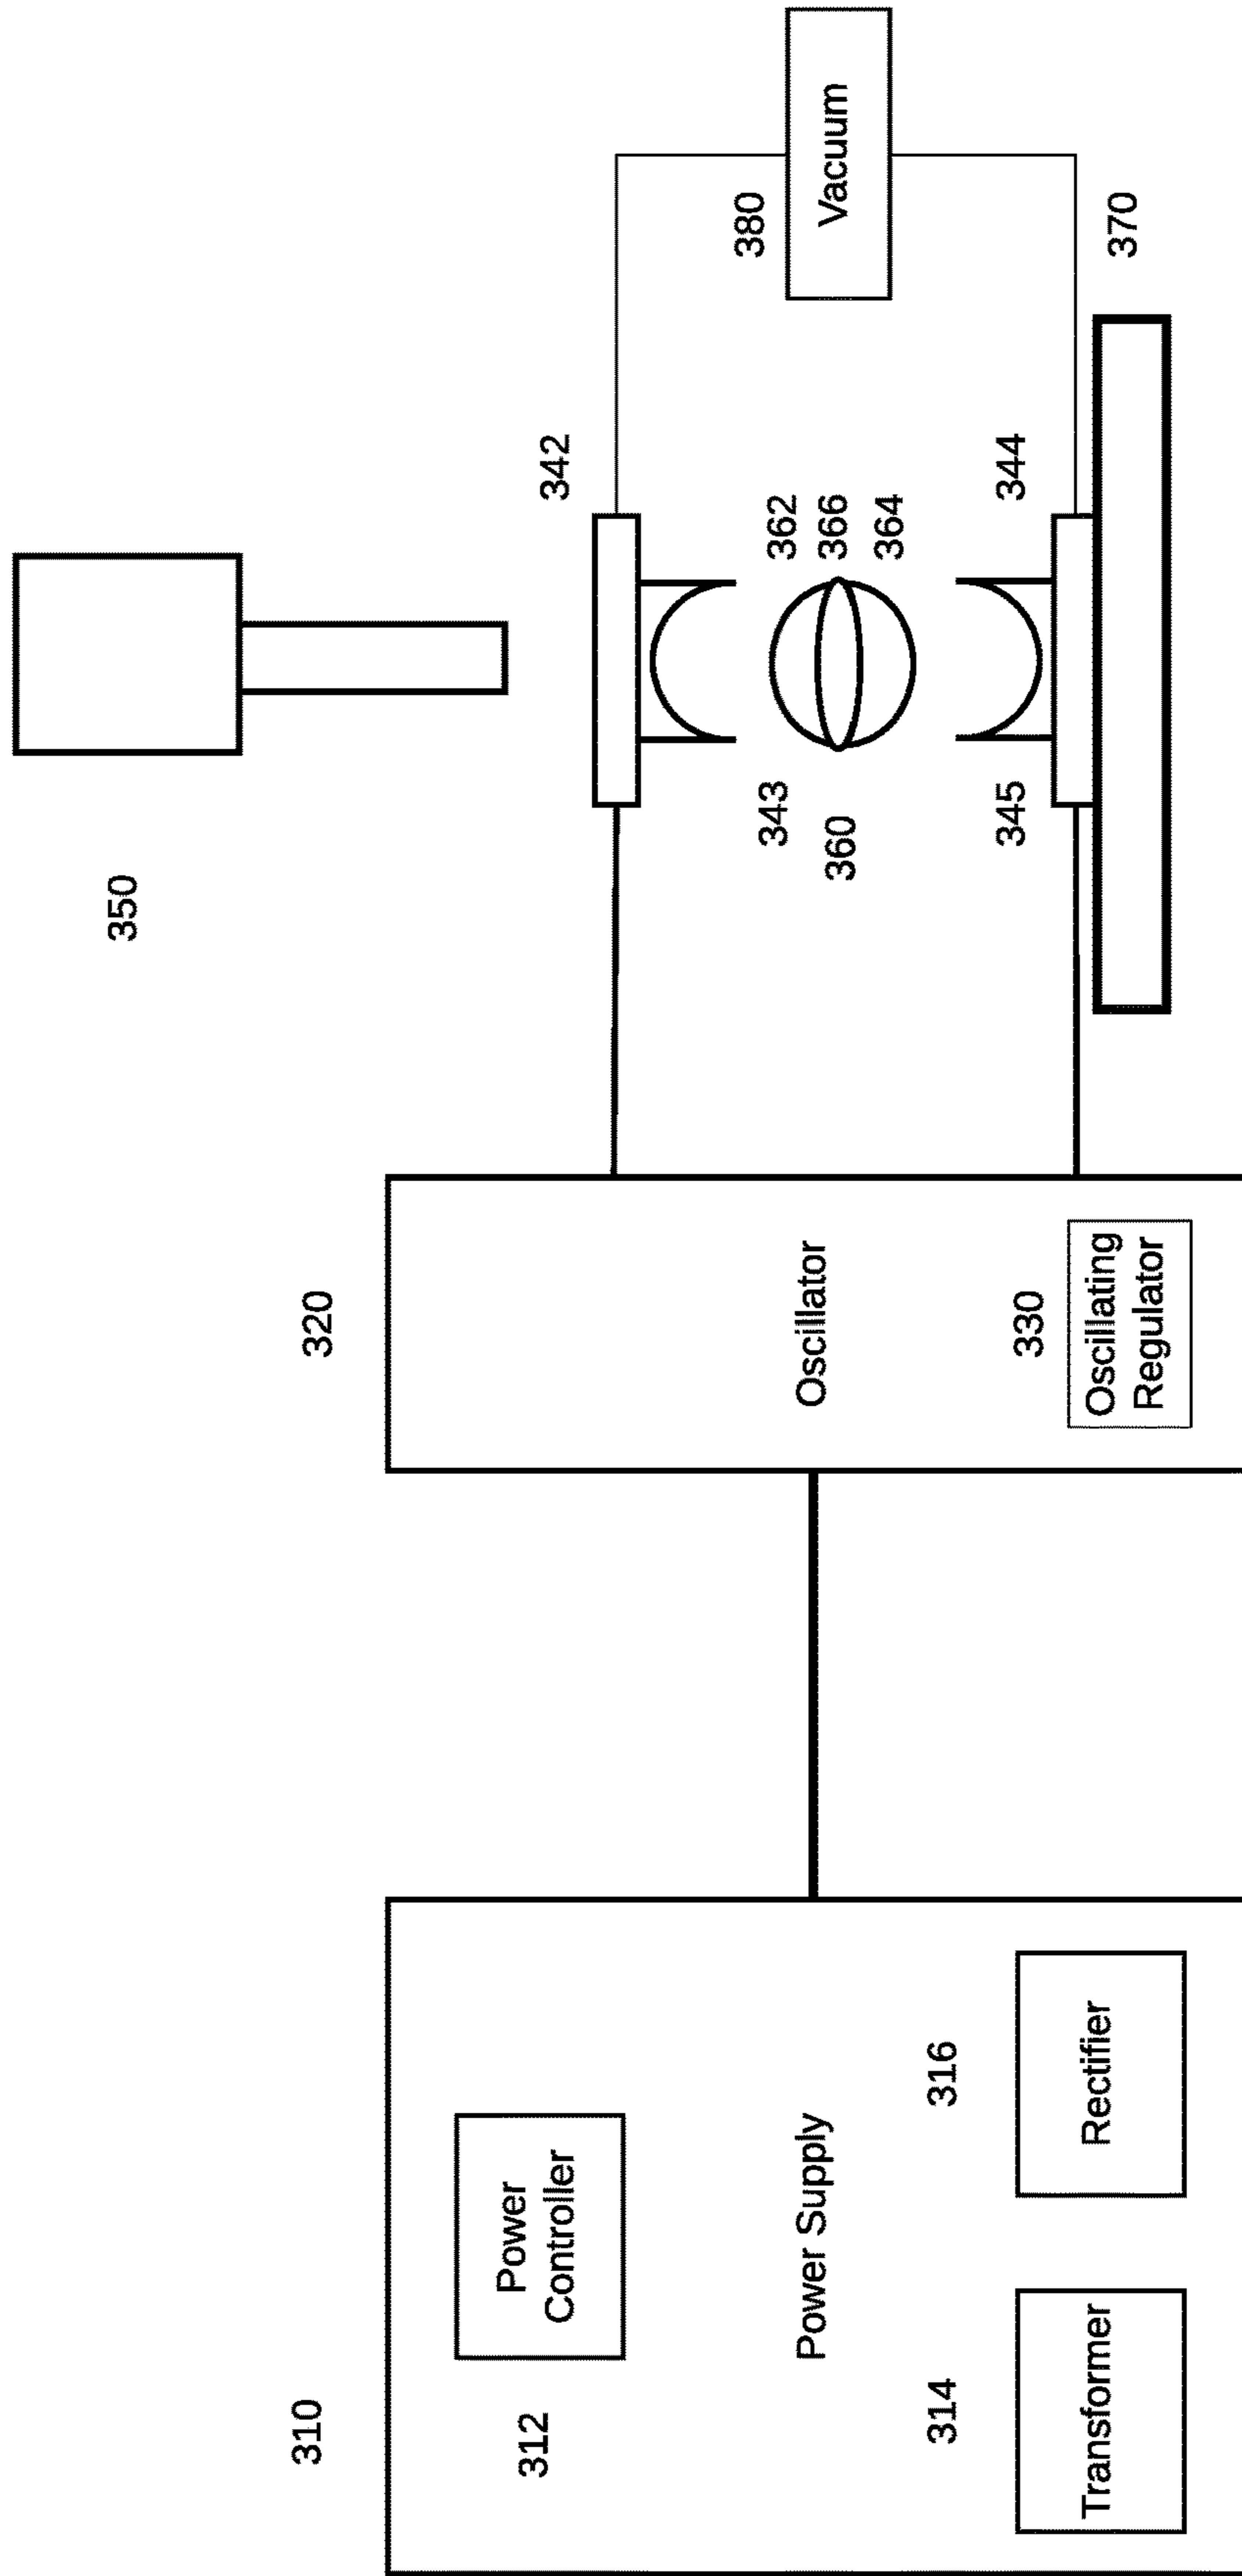 350
342
380
Vacuum
362
366
364
343
360
344
345
370
320
Oscillator
330
Oscillating
Regulator
310
312
Power
Controller
Power Supply
314
Transformer
316
Rectifier